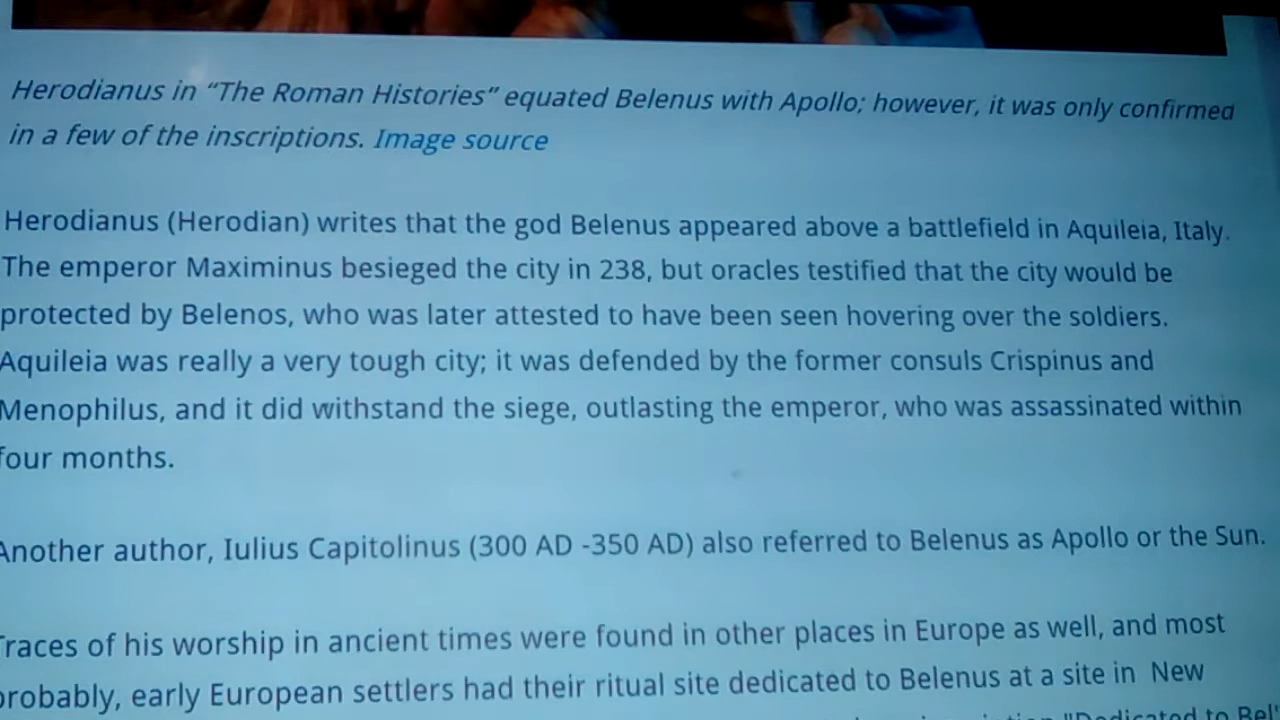 Herodianus in “The Roman Histories” equated Belenus with Apollo; however, it was only confirmed
in a few of the inscriptions. Image source
Herodianus (Herodian) writes that the god Belenus appeared above a battlefield in Aquileia, Italy.
The emperor Maximinus besieged the city in 238, but oracles testified that the city would be
protected by Belenos, who was later attested to have been seen hovering over the soldiers.
Aquileia was really a very tough city; it was defended by the former consuls Crispinus and
Menophilus, and it did withstand the siege, outlasting the emperor, who was assassinated within
four months.
Another author, Iulius Capitolinus (300 AD -350 AD) also referred to Belenus as Apollo or the Sun.
Traces of his worship in ancient times were found in other places in Europe as well, and most
probably, early European settlers had their ritual site dedicated to Belenus at a site in New
"Dedicated to Bel"